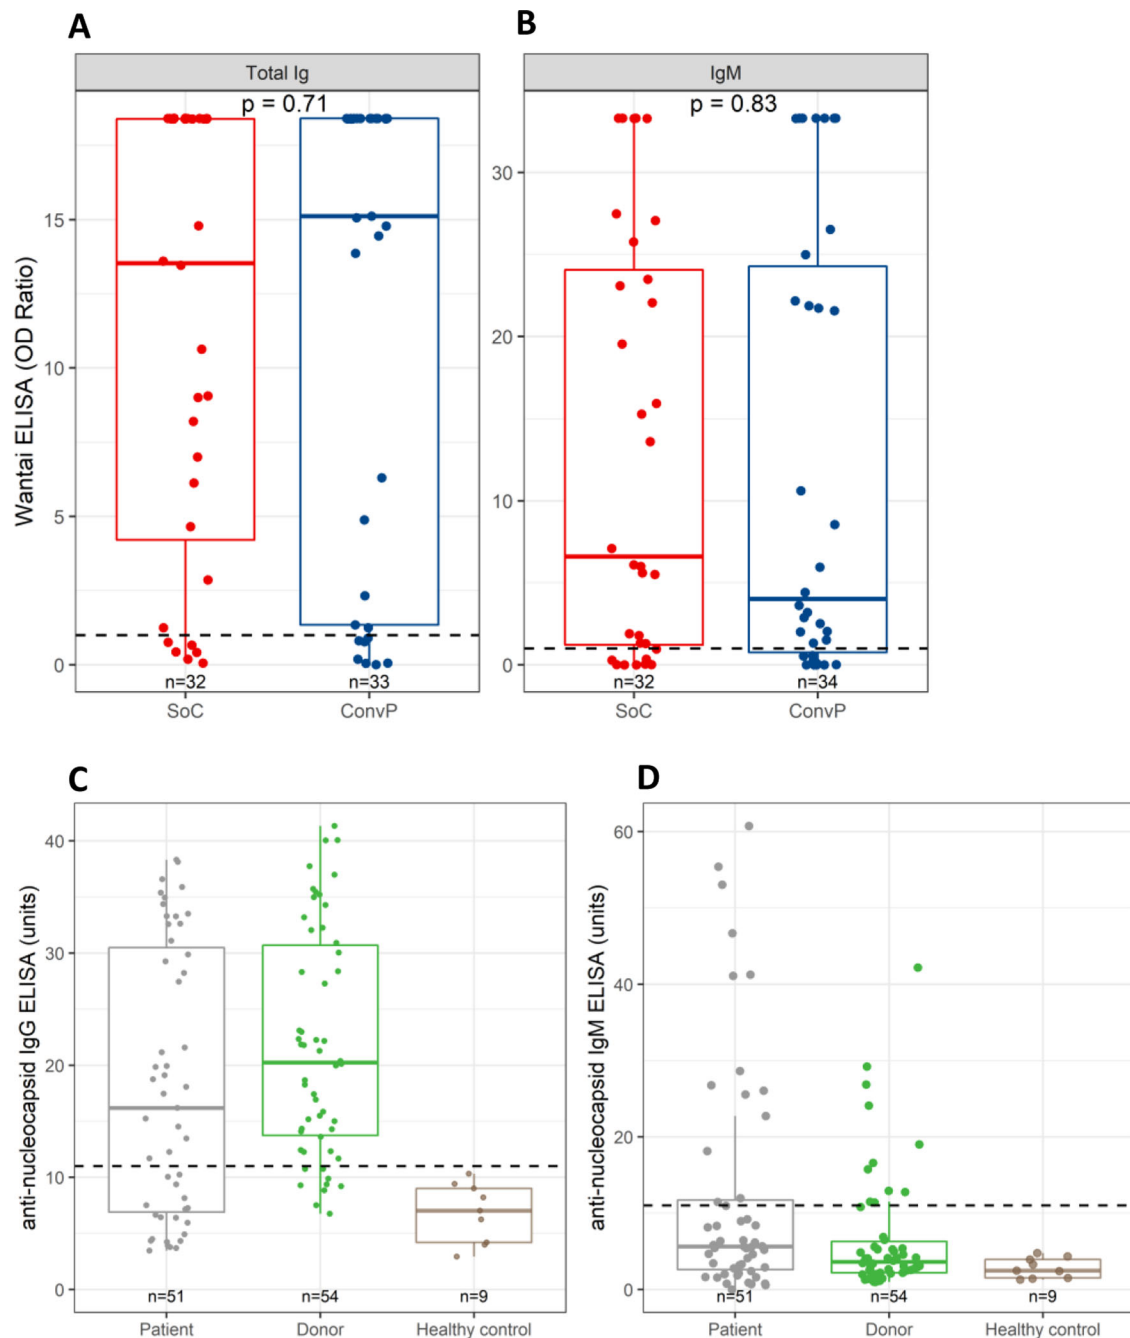 A
B
Total Ig
IgM
p = 0.71
p = 0.83
Wantai ELISA (OD Ratio)
15
10
5
0
30
20
10
0
n=32
n=33
n=32
n=34
SoC
ConvP
SoC
ConvP
C
D
anti-nucleocapsid IgG ELISA (units)
40
30
20
10
0
anti-nucleocapsid IgM ELISA (units)
60
40
20
0
n=51
n=54
n=9
n=51
n=54
n=9
Patient
Donor
Healthy control
Patient
Donor
Healthy control